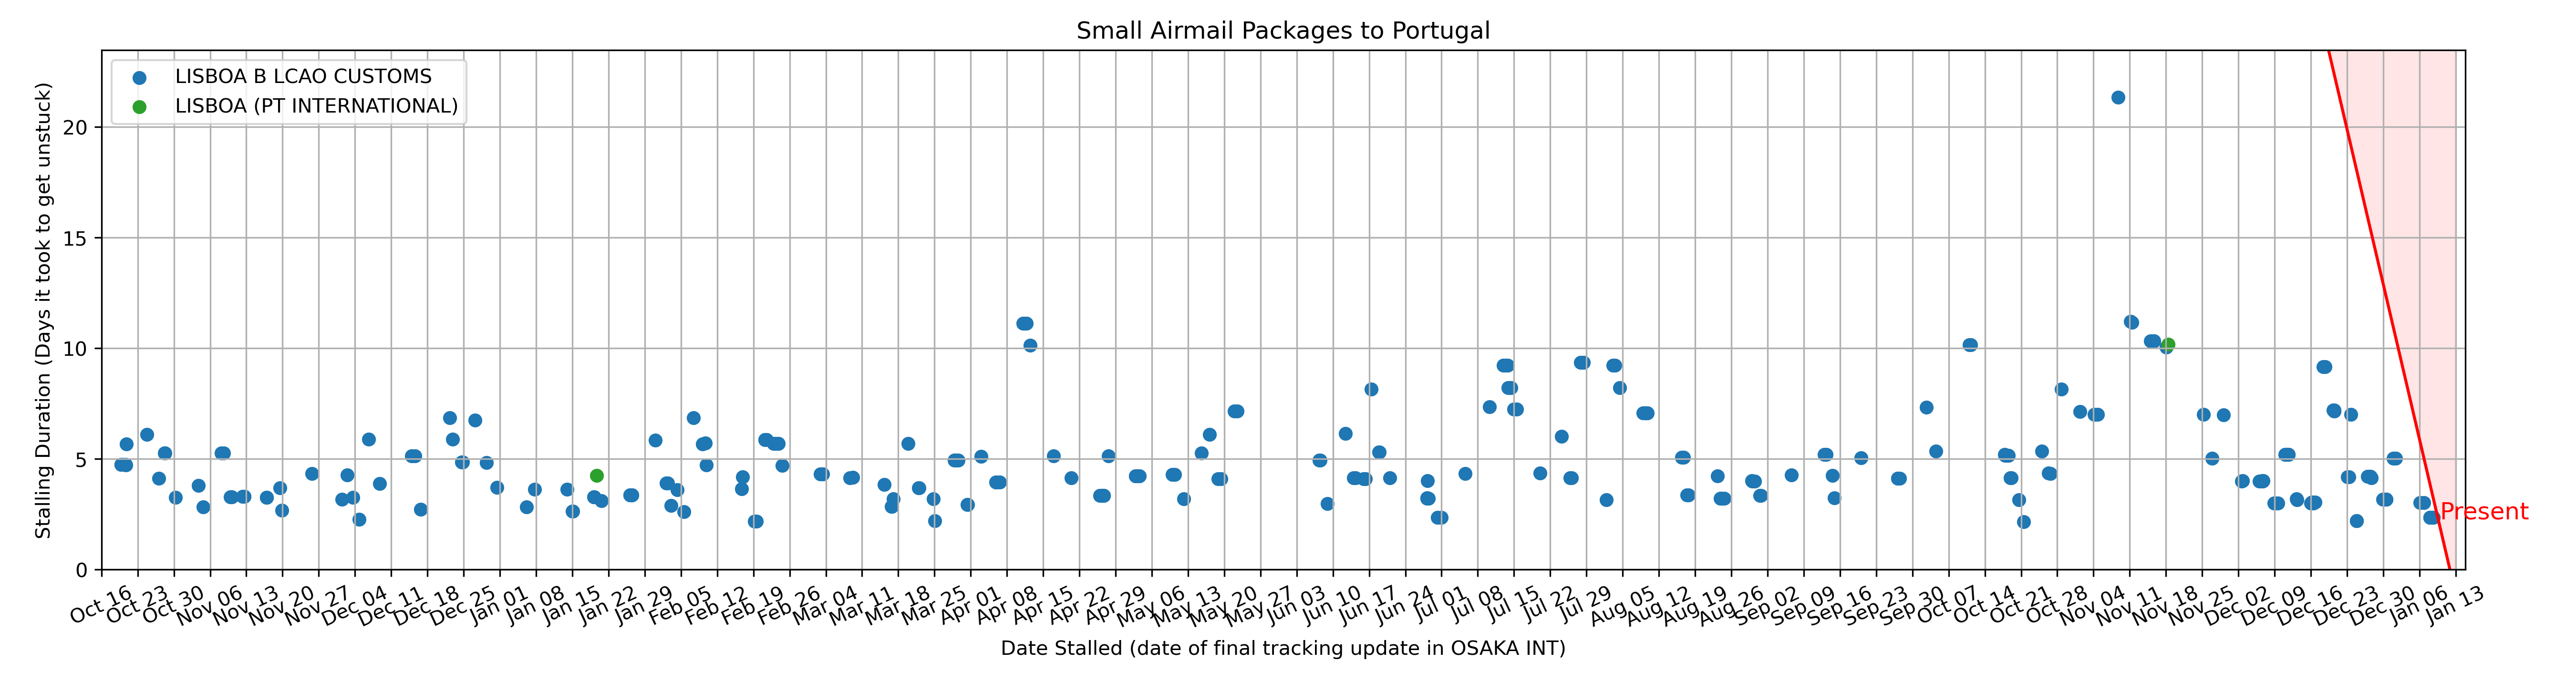 Small Airmail Packages to Portugal
LISBOA B LCAO CUSTOMS
LISBOA (PT INTERNATIONAL)
Stalling Duration (Days it took to get unstuck)
20
15
10
5
0
Present
Oct 16
Oct 23
Oct 30
Nov 06
Nov 13
Nov 20
Nov 27
Dec 04
Dec 11
Dec 18
Dec 25
Jan 01
Jan 08
Jan 15
Jan 22
Jan 29
Feb 05
Feb 12
Feb 19
Feb 26
Mar 04
Mar 11
Mar 18
Mar 25
Apr 01
Apr 08
Apr 15
Apr 22
Apr 29
May 06
May 13
May 20
May 27
Jun 03
Jun 10
Jun 17
Jun 24
Jul 01
Jul 08
Jul 15
Jul 22
Jul 29
Aug 05
Aug 12
Aug 19
Aug 26
Sep 02
Sep 09
Sep 16
Sep 23
Sep 30
Oct 07
Oct 14
Oct 21
Oct 28
Nov 04
Nov 11
Nov 18
Nov 25
Dec 02
Dec 09
Dec 16
Dec 23
Dec 30
Jan 06
Jan 13
Date Stalled (date of final tracking update in OSAKA INT)